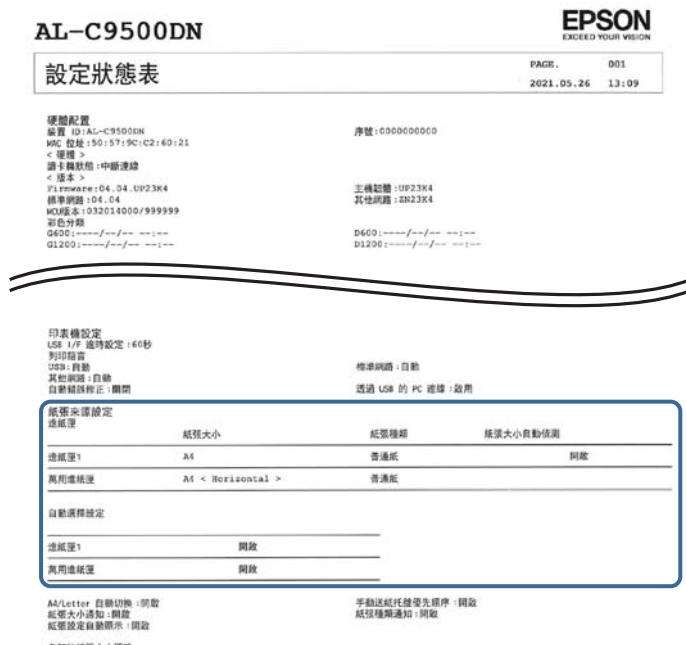 AL-C9500DN
EPSON
EXCEED YOUR VISION
設定狀態表
PAGE. 001
2021.05.26 13:09
硬體配置
裝置 ID:AL-C9500DN 序號:0000000000
MAC 位址:50:57:9C:C2:60:21
< 硬體 >
讀卡機狀態:中斷連線
< 版本 >
Firmware:04.04.UP23K4 主機韌體:UP23K4
標準網路:04.04 其他網路:ZN23K4
MCU版本:032014000/999999
彩色分類
G600:----/--/-- --:-- D600:----/--/-- --:--
G1200:----/--/-- --:-- D1200:----/--/-- --:--
印表機設定
USB I/F 逾時設定:60秒
列印語言
USB:自動 標準網路:自動
其他網路:自動
自動錯誤修正:關閉 透過 USB 的 PC 連線:啟用
紙張來源設定
進紙匣
紙張大小 紙張種類 紙張大小自動偵測
進紙匣1 A4 普通紙 開啟
萬用進紙匣 A4 < Horizontal > 普通紙
自動選擇設定
進紙匣1 開啟
萬用進紙匣 開啟
A4/Letter 自動切換:開啟 手動送紙托盤優先順序:開啟
紙張大小通知:開啟 紙張種類通知:開啟
紙張設定自動顯示:開啟